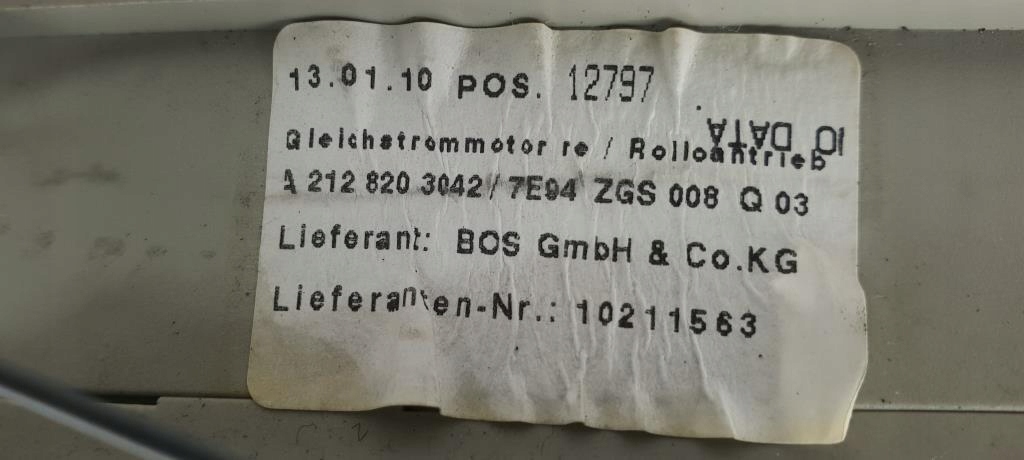 13.01.10 POS. 12797
IO DATA
Gleichstrommotor re / Rolloantrieb
A 212 820 3042 / 7E94 ZGS 008 Q 03
Lieferant: BOS GmbH & Co.KG
Lieferanten-Nr.: 10211563